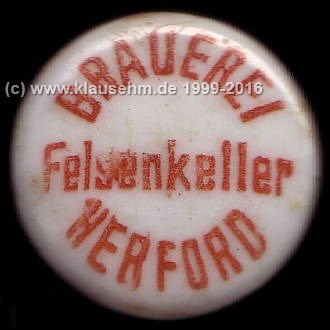 BRAUEREI
(c) www.klausehm.de 1999-2016
Felsenkeller
HERFORD